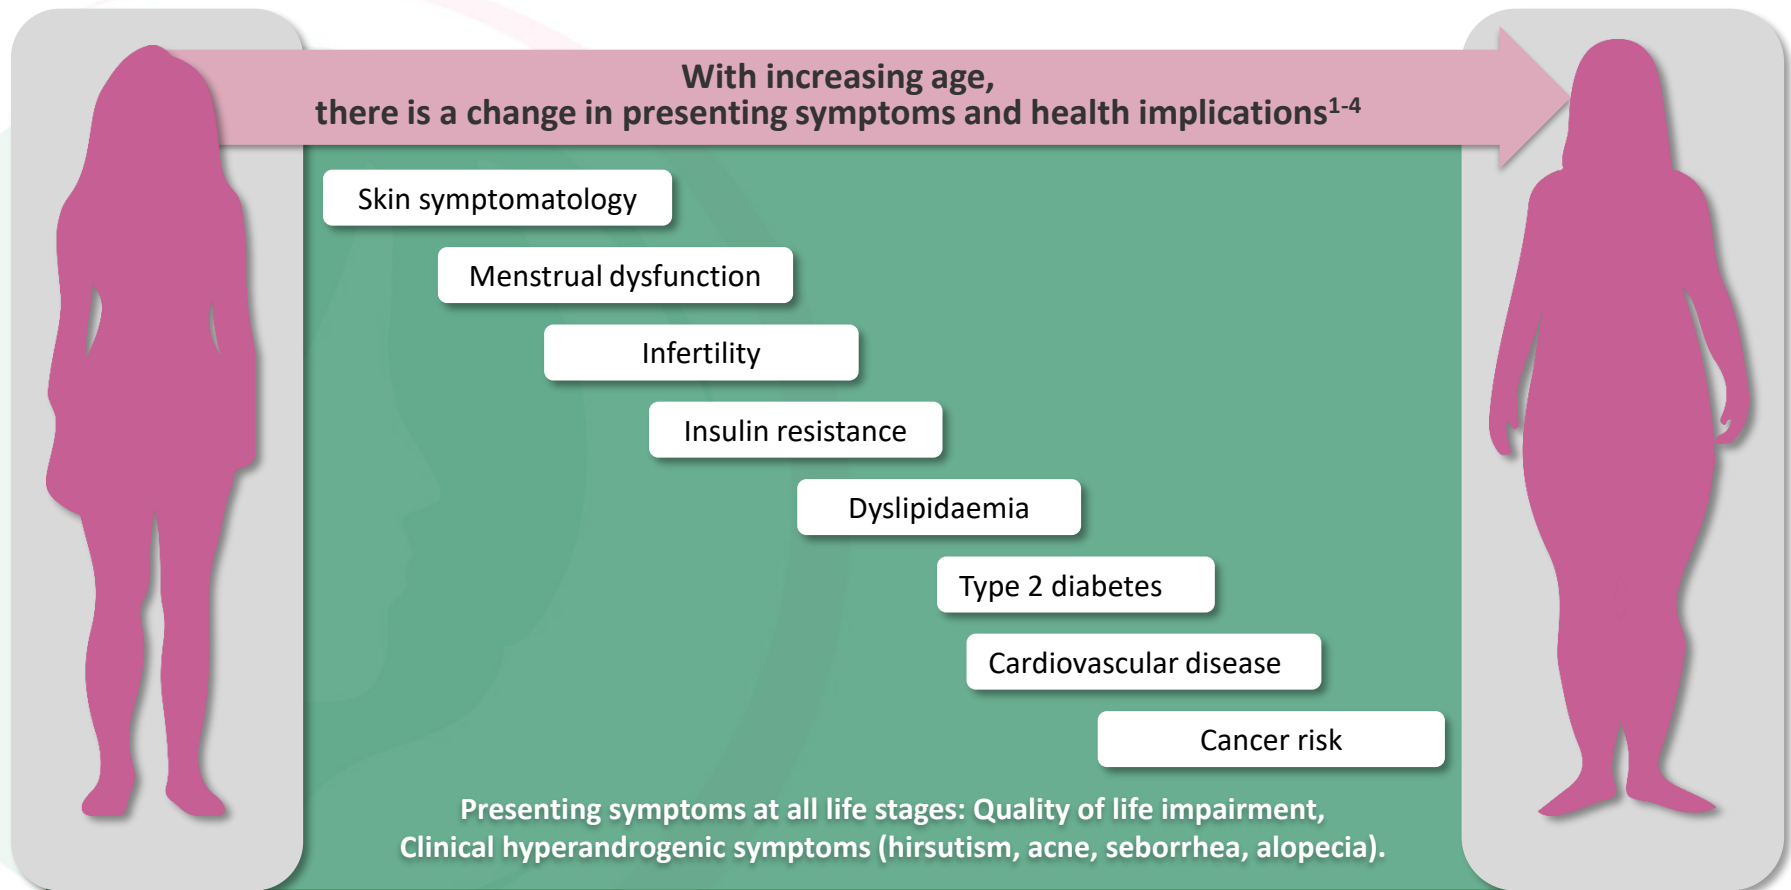 With increasing age,
there is a change in presenting symptoms and health implications1-4
Skin symptomatology
Menstrual dysfunction
Infertility
Insulin resistance
Dyslipidaemia
Type 2 diabetes
Cardiovascular disease
Cancer risk
Presenting symptoms at all life stages: Quality of life impairment,
Clinical hyperandrogenic symptoms (hirsutism, acne, seborrhea, alopecia).